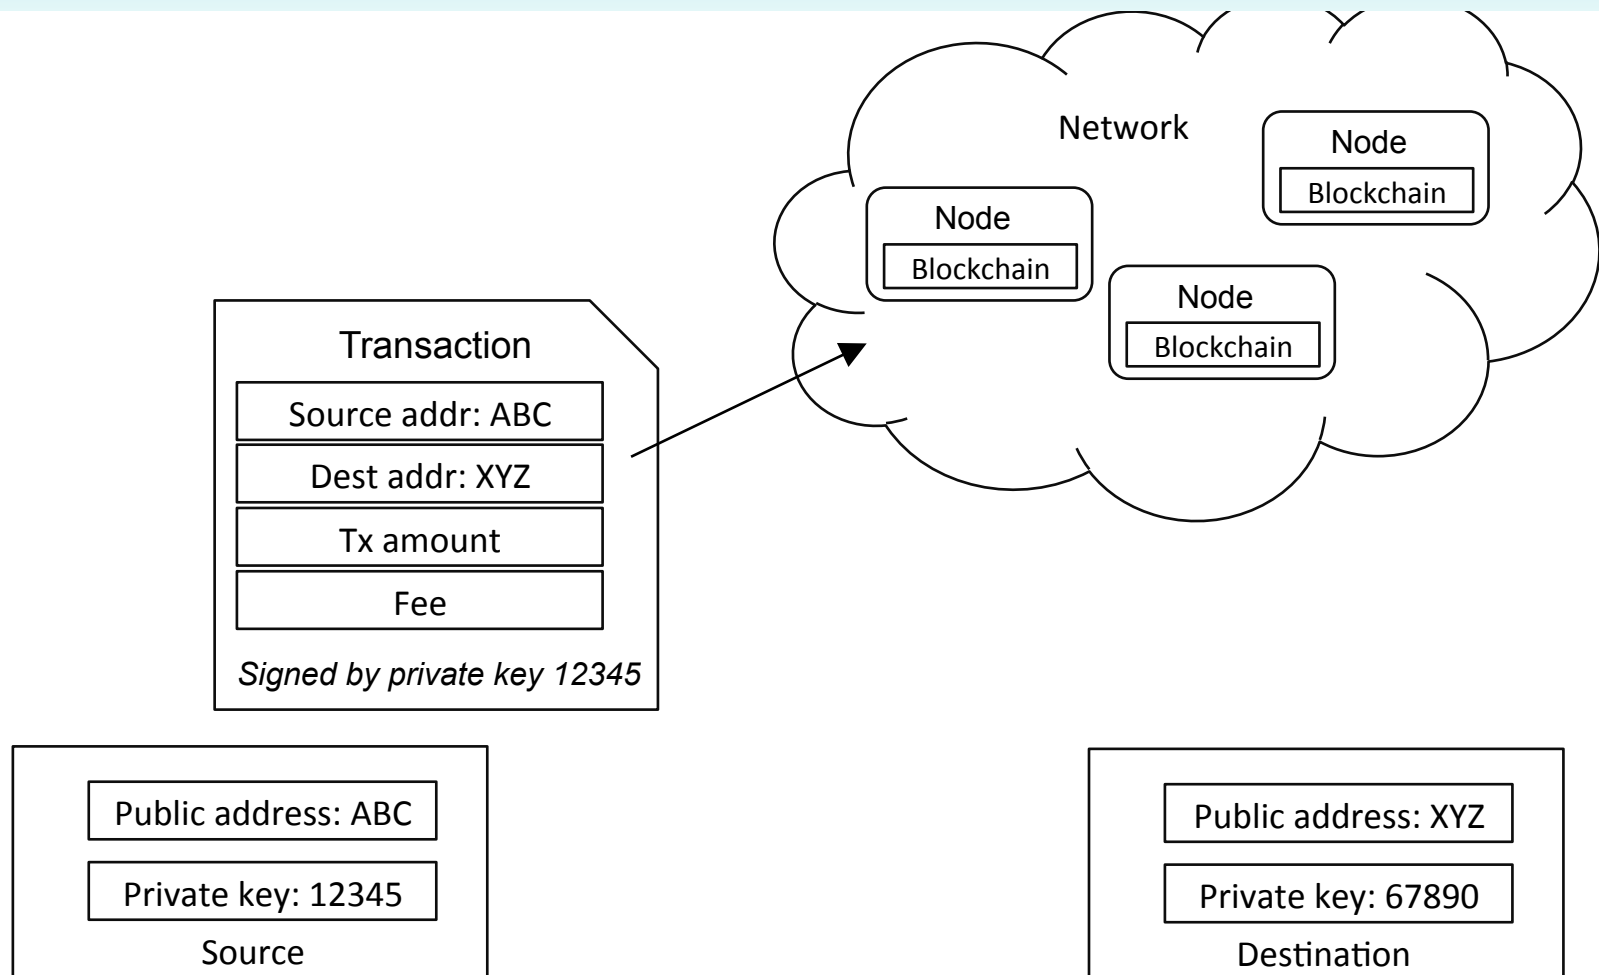 Network
Node
Blockchain
Node
Blockchain
Node
Blockchain
Transaction
Source addr: ABC
Dest addr: XYZ
Tx amount
Fee
Signed by private key 12345
Public address: ABC
Private key: 12345
Source
Public address: XYZ
Private key: 67890
Destination